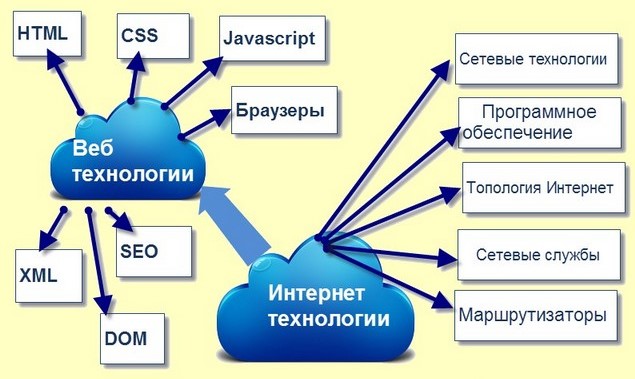 HTML
CSS
Javascript
Браузеры
Веб
технологии
XML
DOM
SEO
Интернет
технологии
Сетевые технологии
Программное
обеспечение
Топология Интернет
Сетевые службы
Маршрутизаторы